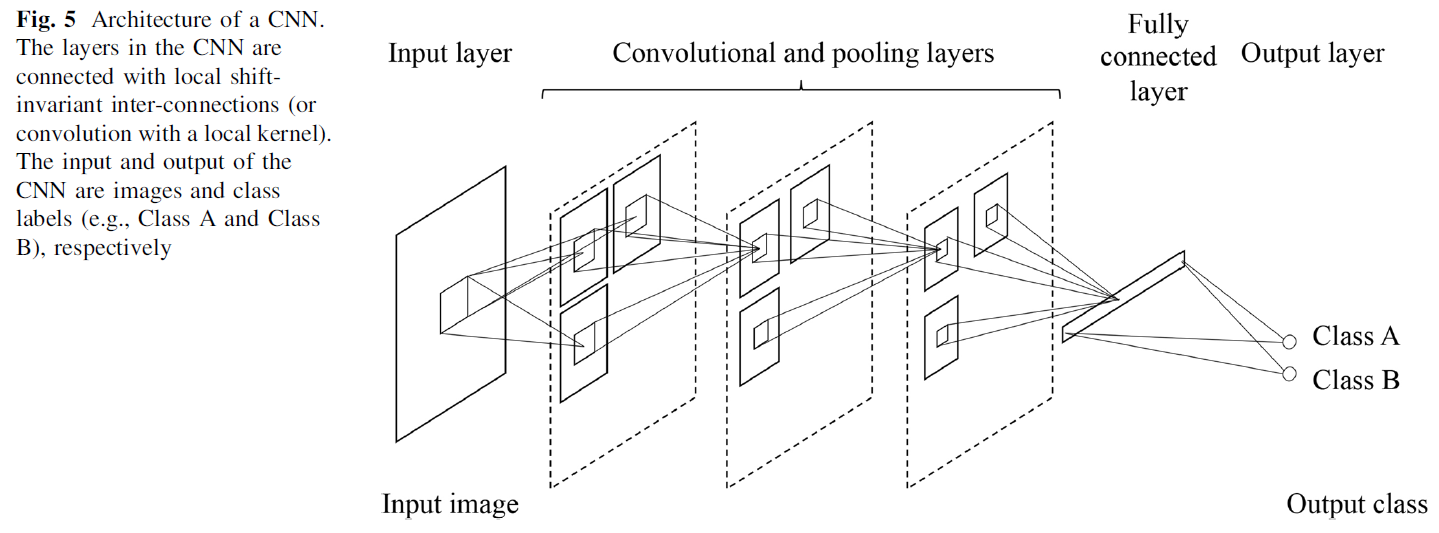 Fig. 5 Architecture of a CNN.
The layers in the CNN are
connected with local shift-
invariant inter-connections (or
convolution with a local kernel).
The input and output of the
CNN are images and class
labels (e.g., Class A and Class
B), respectively
Input layer
Convolutional and pooling layers
Fully
connected
layer
Output layer
Class A
Class B
Input image
Output class